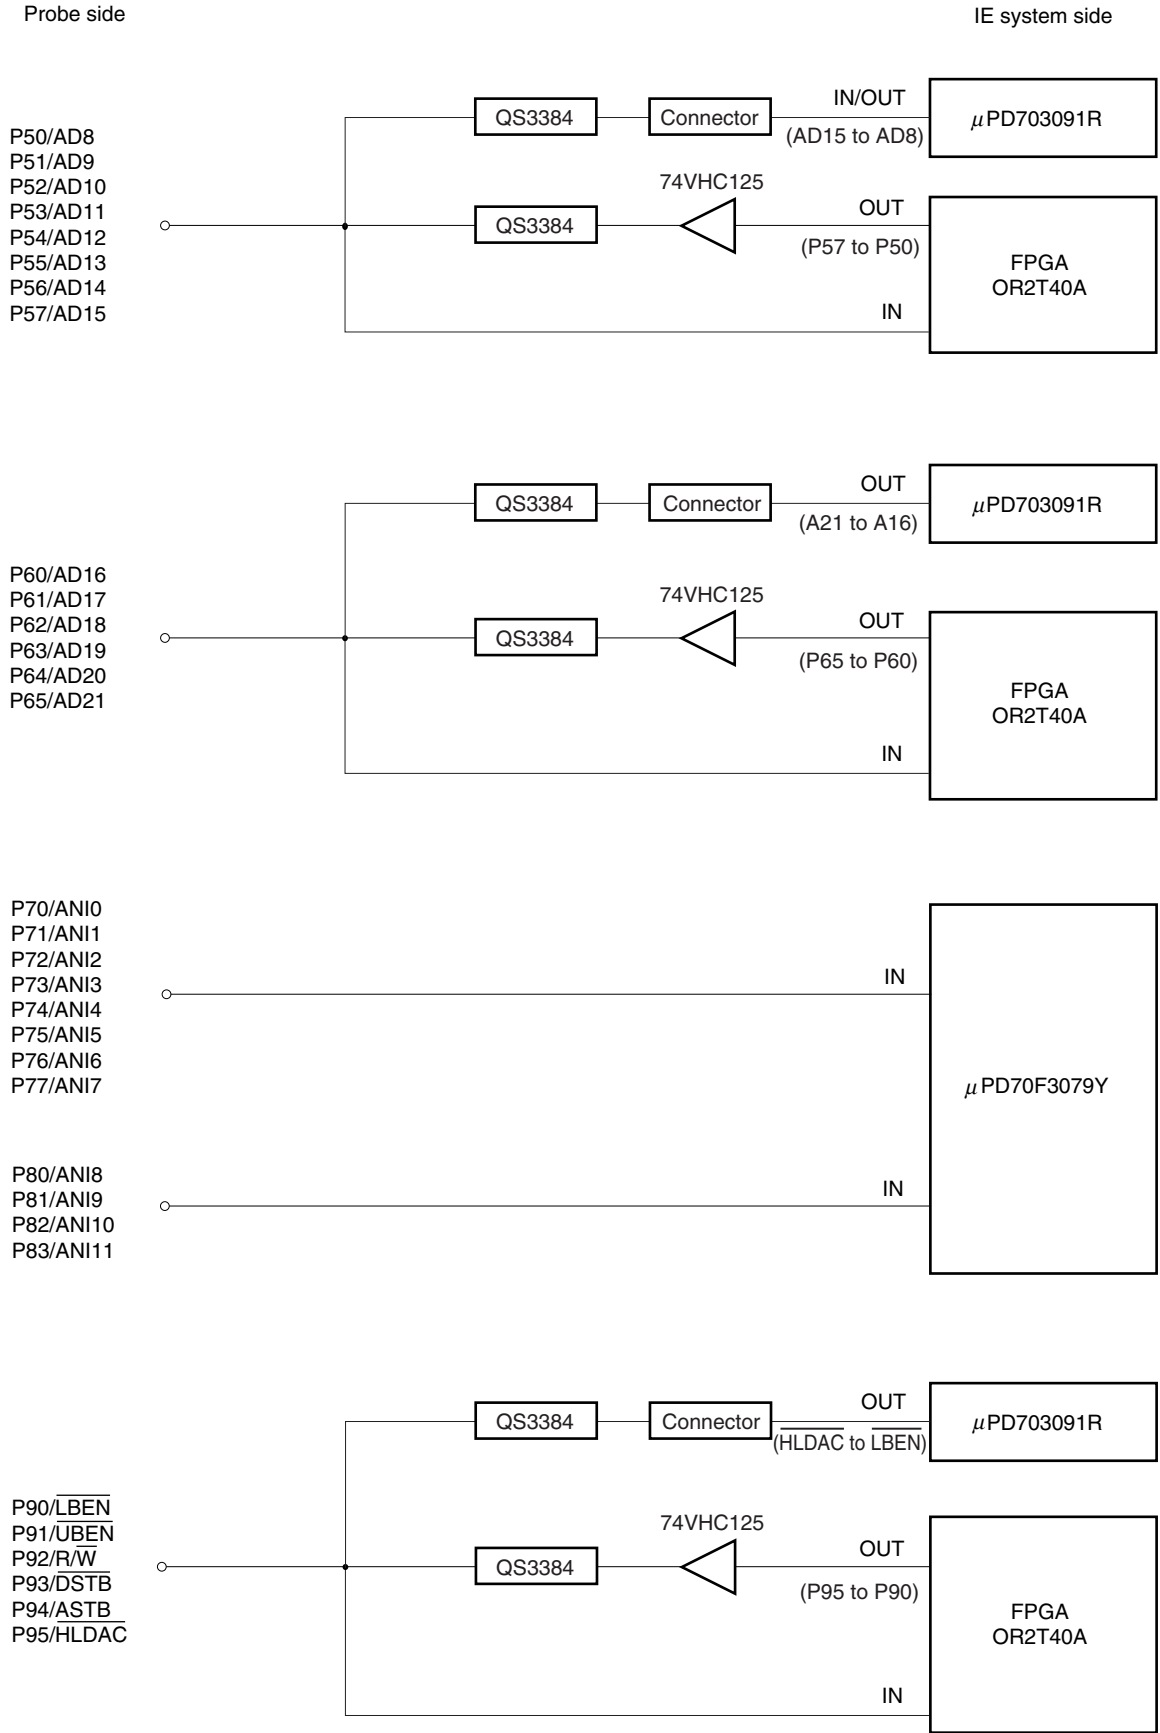 Probe side
IE system side
P50/AD8
P51/AD9
P52/AD10
P53/AD11
P54/AD12
P55/AD13
P56/AD14
P57/AD15
QS3384
Connector
IN/OUT
(AD15 to AD8)
μPD703091R
74VHC125
QS3384
OUT
(P57 to P50)
IN
FPGA
OR2T40A
P60/AD16
P61/AD17
P62/AD18
P63/AD19
P64/AD20
P65/AD21
QS3384
Connector
OUT
(A21 to A16)
μPD703091R
74VHC125
QS3384
OUT
(P65 to P60)
IN
FPGA
OR2T40A
P70/ANI0
P71/ANI1
P72/ANI2
P73/ANI3
P74/ANI4
P75/ANI5
P76/ANI6
P77/ANI7
IN
μPD70F3079Y
P80/ANI8
P81/ANI9
P82/ANI10
P83/ANI11
IN
P90/L̅B̅E̅N̅
P91/U̅B̅E̅N̅
P92/R/W̅
P93/D̅S̅T̅B̅
P94/ASTB
P95/H̅L̅D̅A̅C̅
QS3384
Connector
OUT
(H̅L̅D̅A̅C̅ to L̅B̅E̅N̅)
μPD703091R
74VHC125
QS3384
OUT
(P95 to P90)
IN
FPGA
OR2T40A